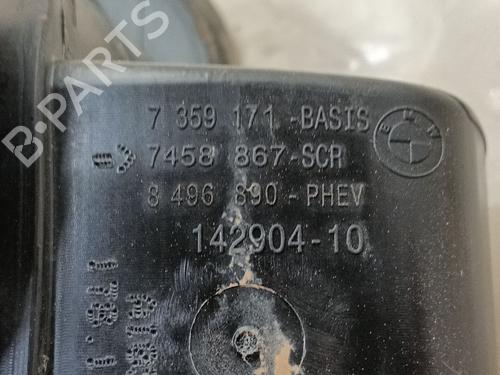 B-PARTS
7 359 171-BASIS
7458 867-SCR
8 496 890-PHEV
142904-10
BMW